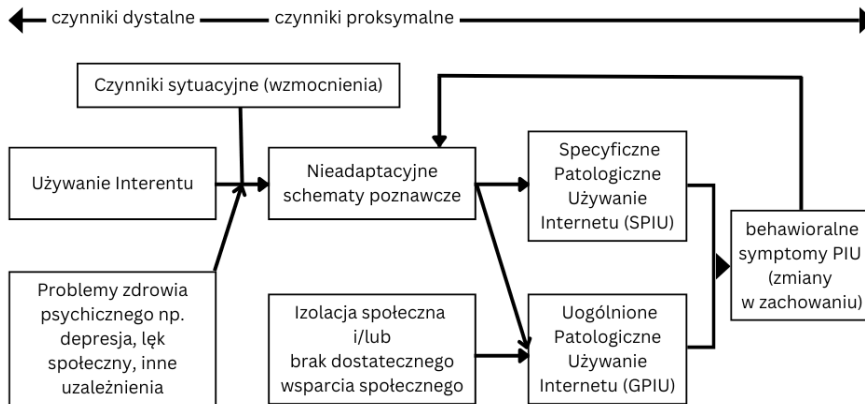 czynniki dystalne
czynniki proksymalne
Czynniki sytuacyjne (wzmocnienia)
Używanie Interentu
Nieadaptacyjne
schematy poznawcze
Specyficzne
Patologiczne
Używanie
Internetu (SPIU)
behawioralne
symptomy PIU
(zmiany
w zachowaniu)
Problemy zdrowia
psychicznego np.
depresja, lęk
społeczny, inne
uzależnienia
Izolacja społeczna
i/lub
brak dostatecznego
wsparcia społecznego
Uogólnione
Patologiczne
Używanie
Internetu (GPIU)